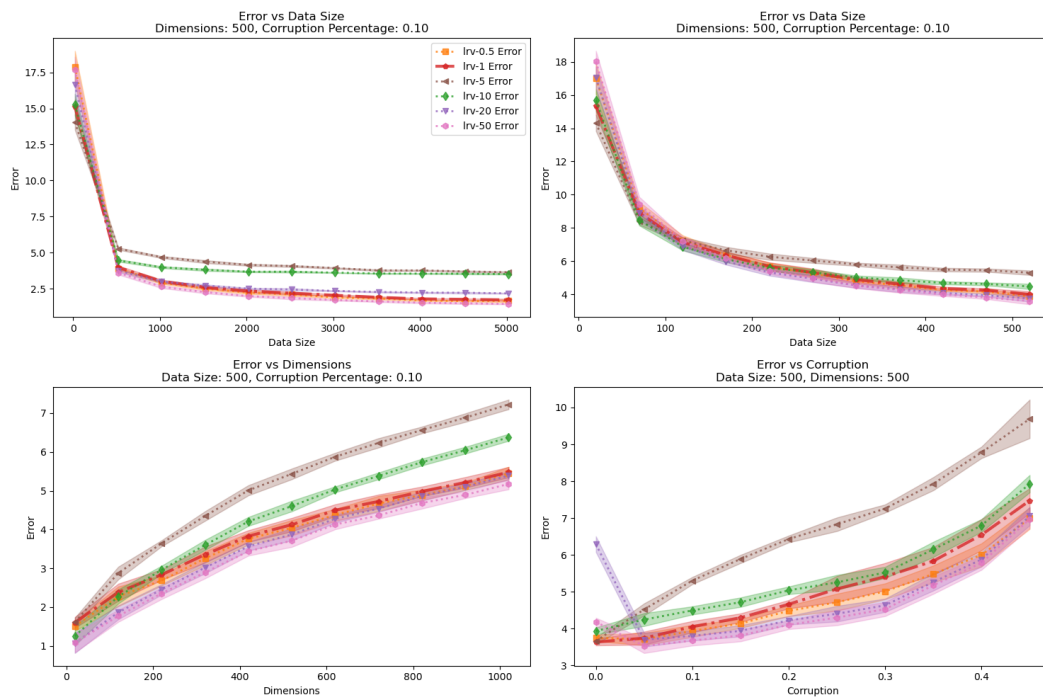 Error vs Data Size
Dimensions: 500, Corruption Percentage: 0.10
Error
17.5
15.0
12.5
10.0
7.5
5.0
2.5
0
1000
2000
3000
4000
5000
Data Size
lrv-0.5 Error
lrv-1 Error
lrv-5 Error
lrv-10 Error
lrv-20 Error
lrv-50 Error
Error vs Data Size
Dimensions: 500, Corruption Percentage: 0.10
Error
18
16
14
12
10
8
6
4
0
100
200
300
400
500
Data Size
Error vs Dimensions
Data Size: 500, Corruption Percentage: 0.10
Error
7
6
5
4
3
2
1
0
200
400
600
800
1000
Dimensions
Error vs Corruption
Data Size: 500, Dimensions: 500
Error
10
9
8
7
6
5
4
3
0.0
0.1
0.2
0.3
0.4
Corruption